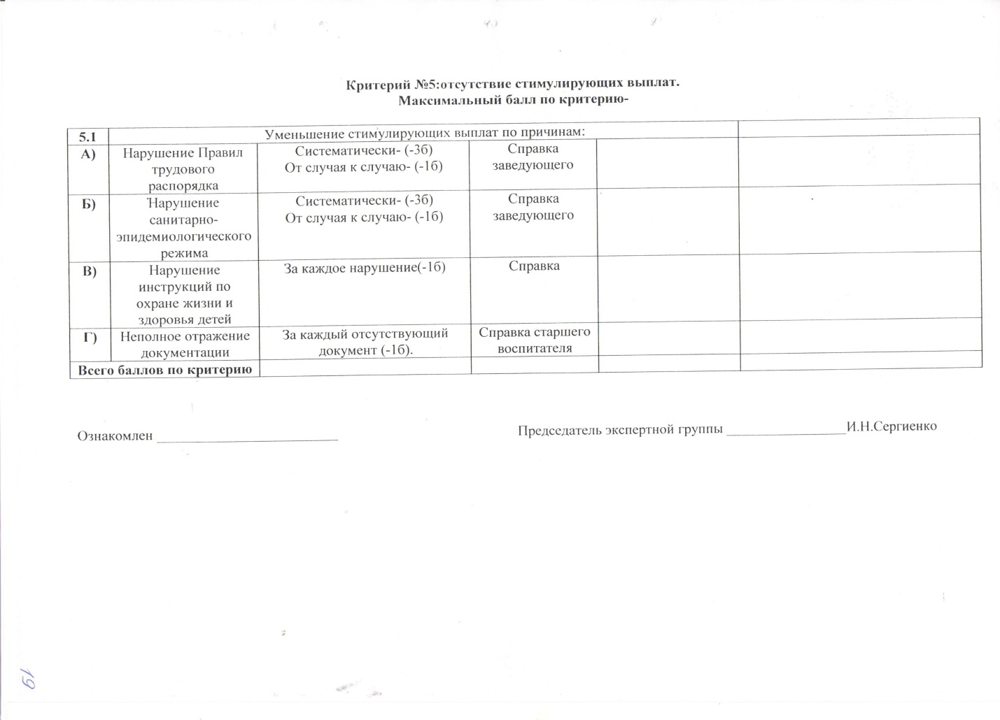 Критерий №5:отсутствие стимулирующих выплат.
Максимальный балл по критерию-
5.1 Уменьшение стимулирующих выплат по причинам:
А) Нарушение Правил Систематически- (-3б) Справка
трудового От случая к случаю- (-1б) заведующего
распорядка
Б) Нарушение Систематически- (-3б) Справка
санитарно- От случая к случаю- (-1б) заведующего
эпидемиологического
режима
В) Нарушение За каждое нарушение(-1б) Справка
инструкций по
охране жизни и
здоровья детей
Г) Неполное отражение За каждый отсутствующий Справка старшего
документации документ (-1б). воспитателя
Всего баллов по критерию
Ознакомлен ___________________________ Председатель экспертной группы __________________И.Н.Сергиенко
19